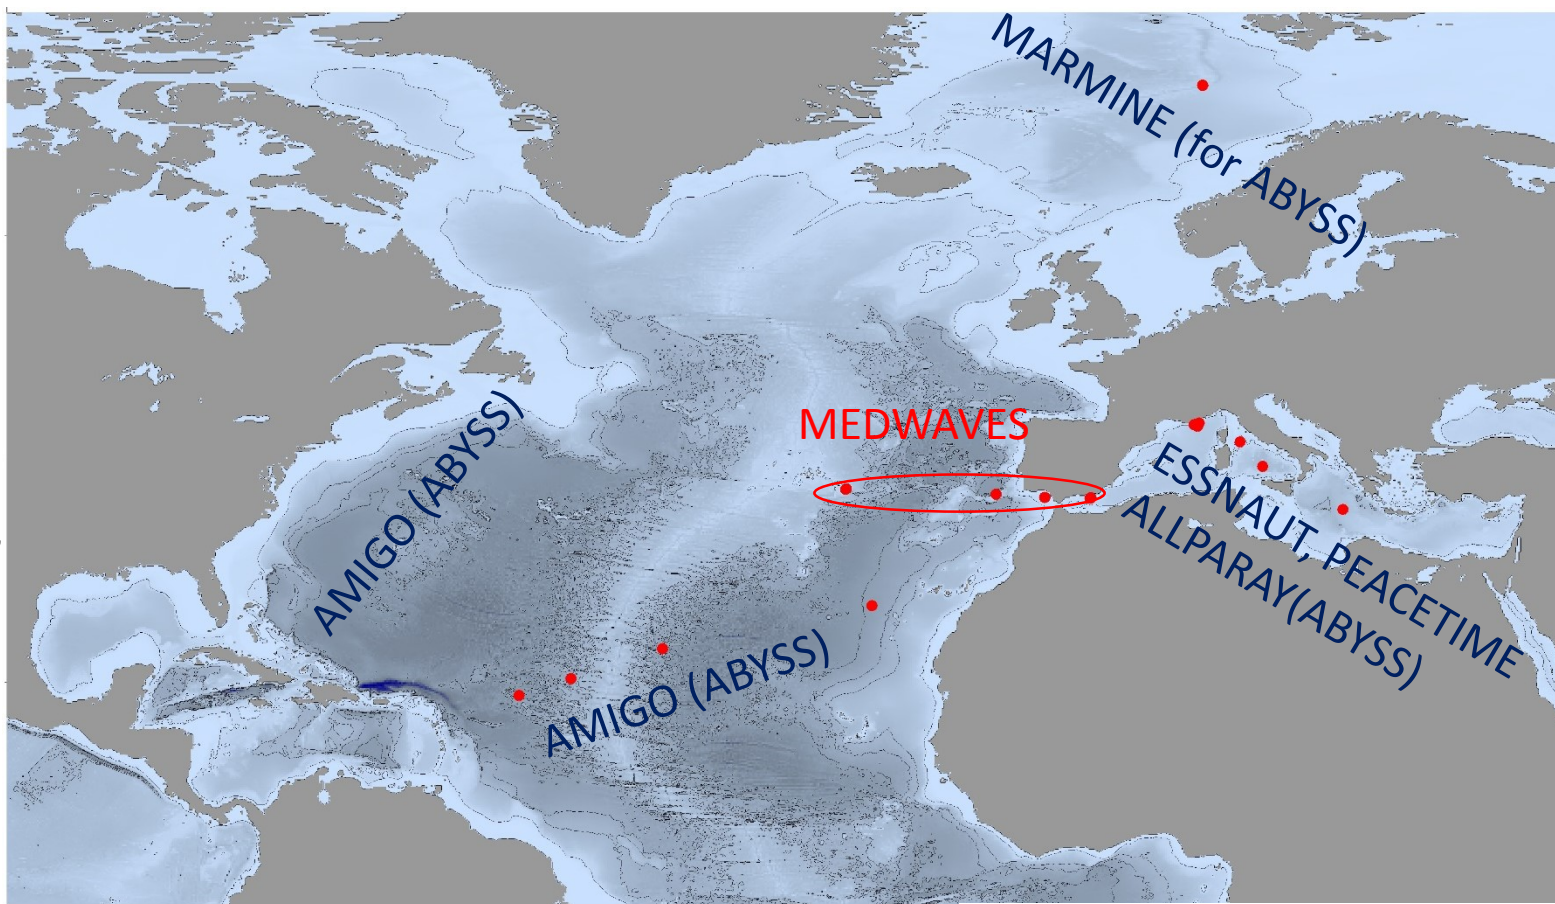 MARMINE (for ABYSS)
AMIGO (ABYSS)
MEDWAVES
ESSNAUT, PEACETIME
ALLPARAY(ABYSS)
AMIGO (ABYSS)